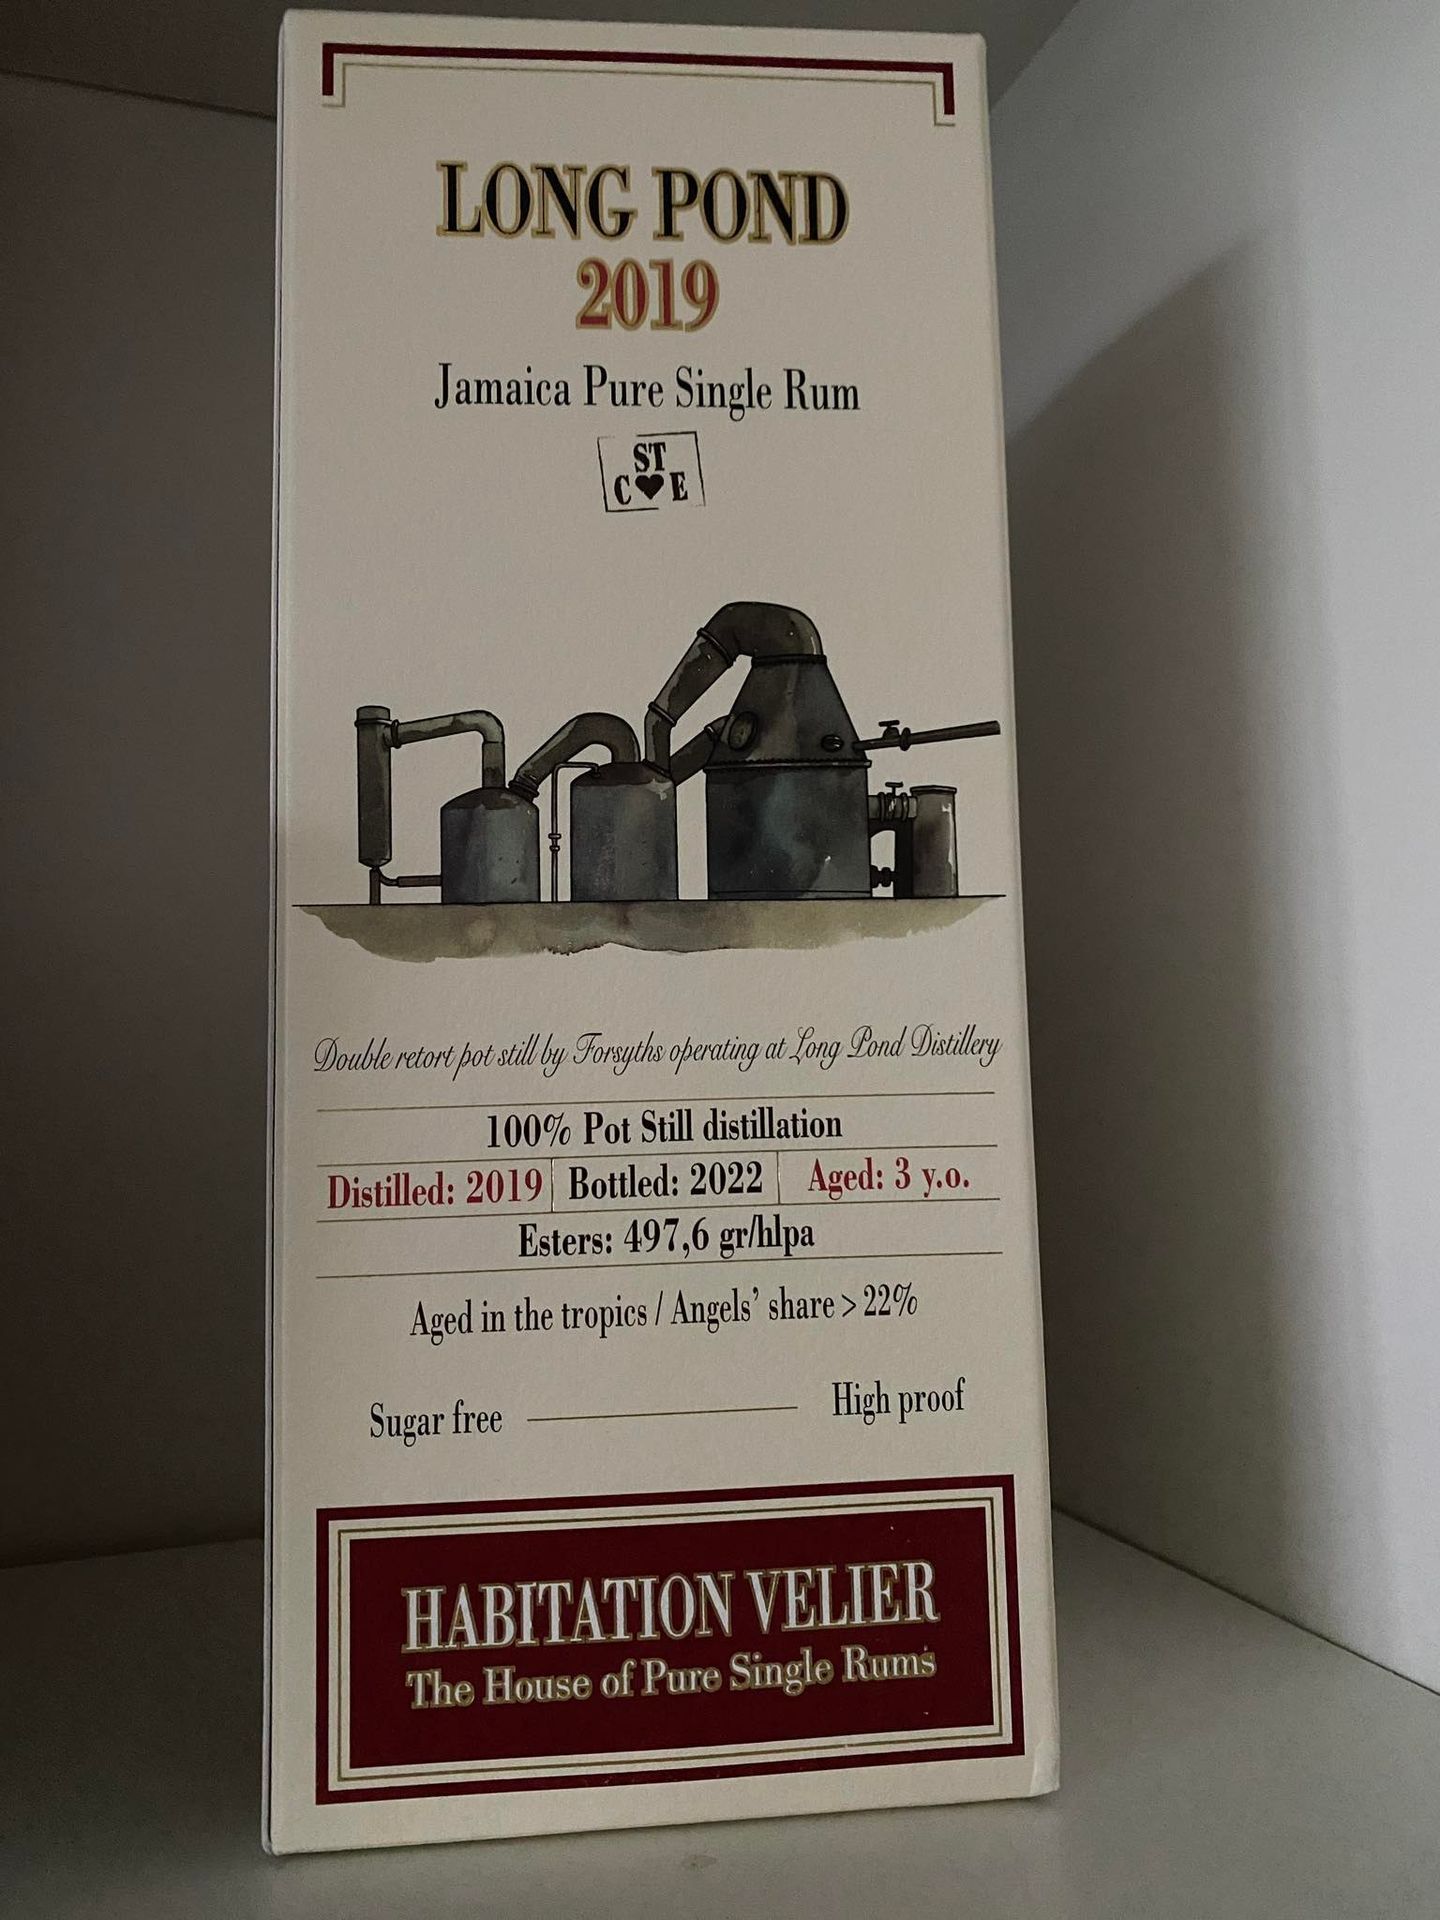 LONG POND
2019
Jamaica Pure Single Rum
ST
C♥E
Double retort pot still by Forsyths operating at Long Pond Distillery
100% Pot Still distillation
Distilled: 2019 Bottled: 2022 Aged: 3 y.o.
Esters: 497,6 gr/hlpa
Aged in the tropics / Angels' share > 22%
Sugar free High proof
HABITATION VELIER
The House of Pure Single Rums